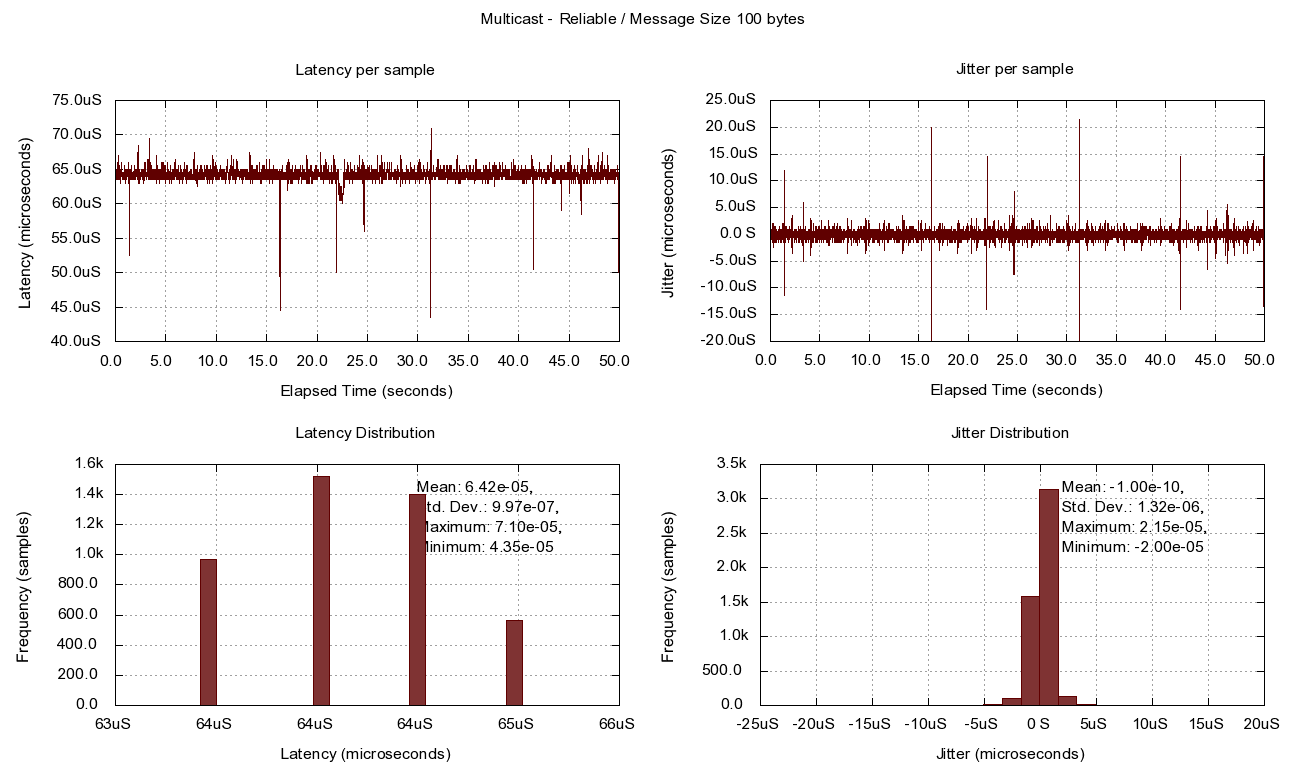 Multicast - Reliable / Message Size 100 bytes
Latency per sample
75.0uS
70.0uS
65.0uS
60.0uS
55.0uS
50.0uS
45.0uS
40.0uS
0.0 5.0 10.0 15.0 20.0 25.0 30.0 35.0 40.0 45.0 50.0
Latency (microseconds)
Elapsed Time (seconds)
Jitter per sample
25.0uS
20.0uS
15.0uS
10.0uS
5.0uS
0.0 S
-5.0uS
-10.0uS
-15.0uS
-20.0uS
0.0 5.0 10.0 15.0 20.0 25.0 30.0 35.0 40.0 45.0 50.0
Jitter (microseconds)
Elapsed Time (seconds)
Latency Distribution
1.6k
1.4k
1.2k
1.0k
800.0
600.0
400.0
200.0
0.0
63uS 64uS 64uS 64uS 65uS 66uS
Frequency (samples)
Latency (microseconds)
Mean: 6.42e-05,
Std. Dev.: 9.97e-07,
Maximum: 7.10e-05,
Minimum: 4.35e-05
Jitter Distribution
3.5k
3.0k
2.5k
2.0k
1.5k
1.0k
500.0
0.0
-25uS -20uS -15uS -10uS -5uS 0 S 5uS 10uS 15uS 20uS
Frequency (samples)
Jitter (microseconds)
Mean: -1.00e-10,
Std. Dev.: 1.32e-06,
Maximum: 2.15e-05,
Minimum: -2.00e-05